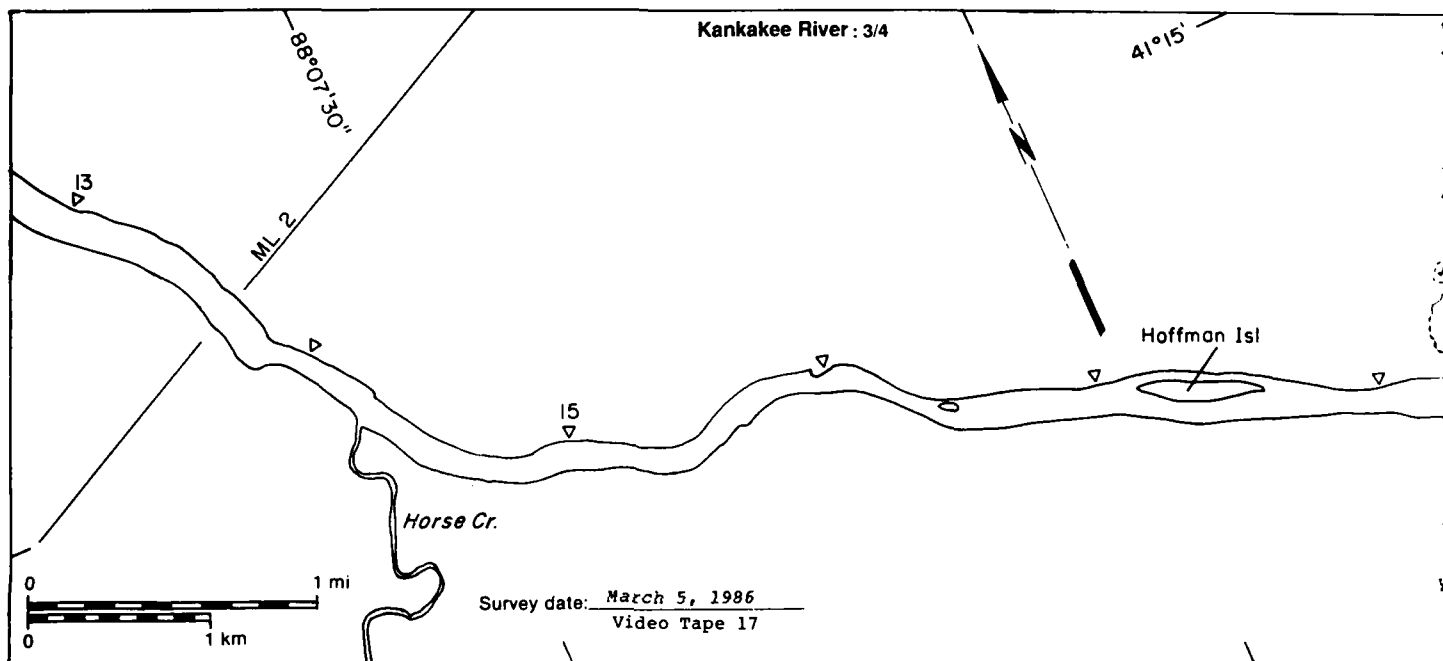 Kankakee River : 3/4
88°07'30"
41°15'
N
13
ML 2
Hoffman Isl
15
Horse Cr.
0 1 mi
0 1 km
Survey date: March 5, 1986
Video Tape 17